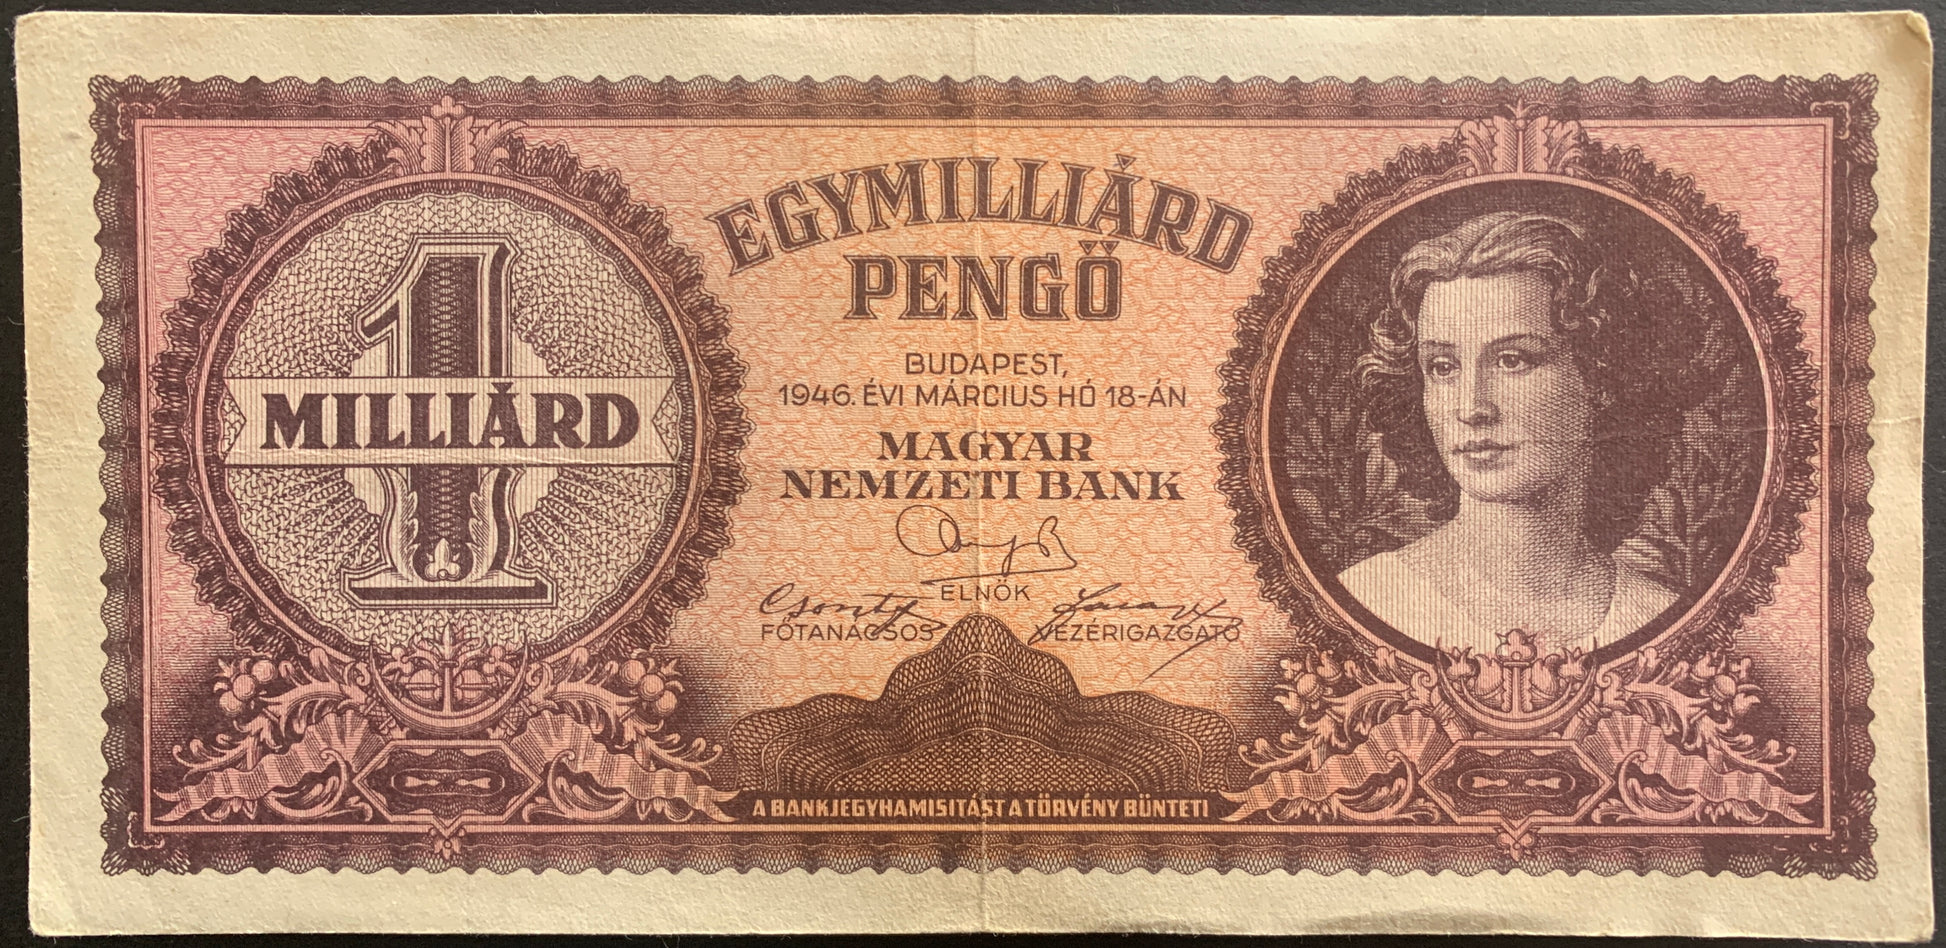 1
MILLIÁRD
EGYMILLIÁRD
PENGŐ
BUDAPEST,
1946. ÉVI MÁRCIUS HÓ 18-ÁN
MAGYAR
NEMZETI BANK
ELNÖK
FŐTANÁCSOS
VEZÉRIGAZGATÓ
A BANKJEGYHAMISITÁST A TÖRVÉNY BÜNTETI